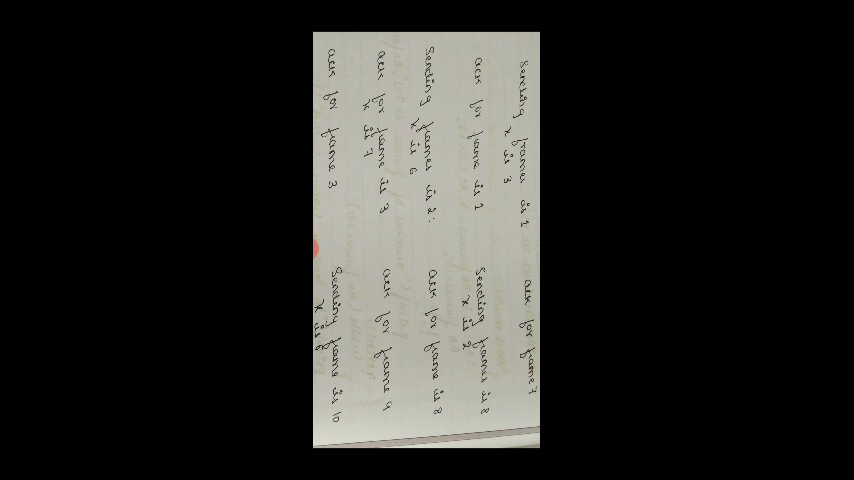 Sending frames is 1
x is 3
ack for frame is 1
Sending frames is 2:
x is 6
ack for frame is 3
x is 7
ack for frame 3
ack for frame 7
Sending frames is 8
x is 2
ack for frame is 8
ack for frame 9
Sending frame is 10
x is 6